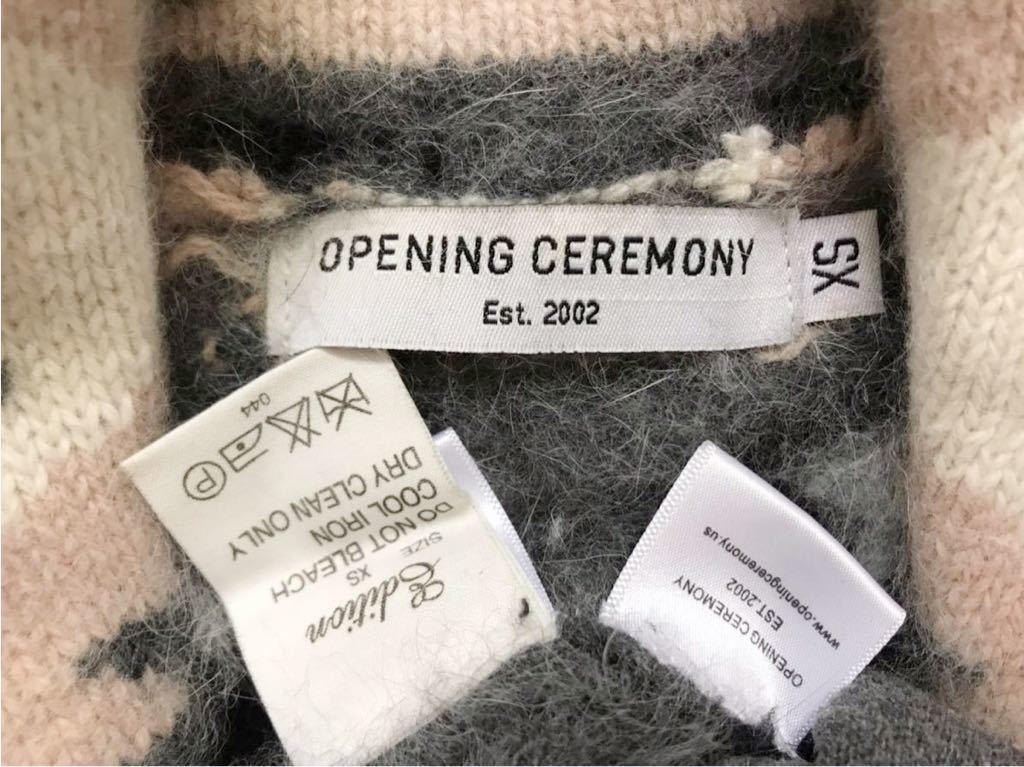 OPENING CEREMONY
Est. 2002
XS
Edition
SIZE XS
DO NOT BLEACH
COOL IRON
DRY CLEAN ONLY
P
044
OPENING CEREMONY
EST.2002
www.openingceremony.us